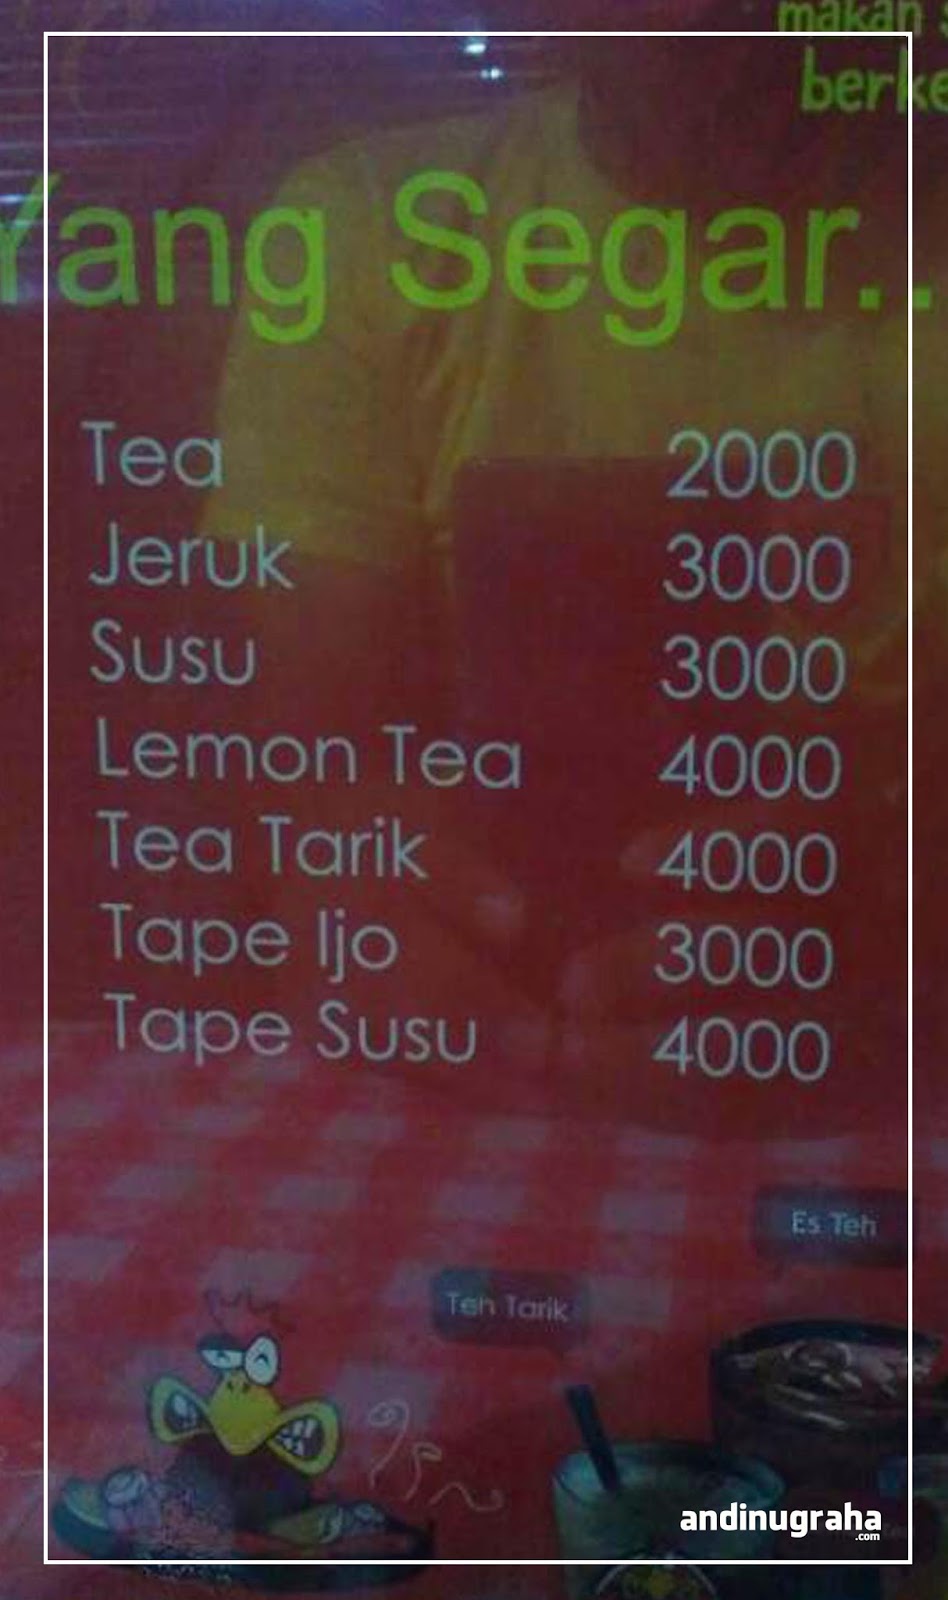 makan
berke
Yang Segar..
Tea 2000
Jeruk 3000
Susu 3000
Lemon Tea 4000
Tea Tarik 4000
Tape Ijo 3000
Tape Susu 4000
Es Teh
Teh Tarik
andinugraha
.com